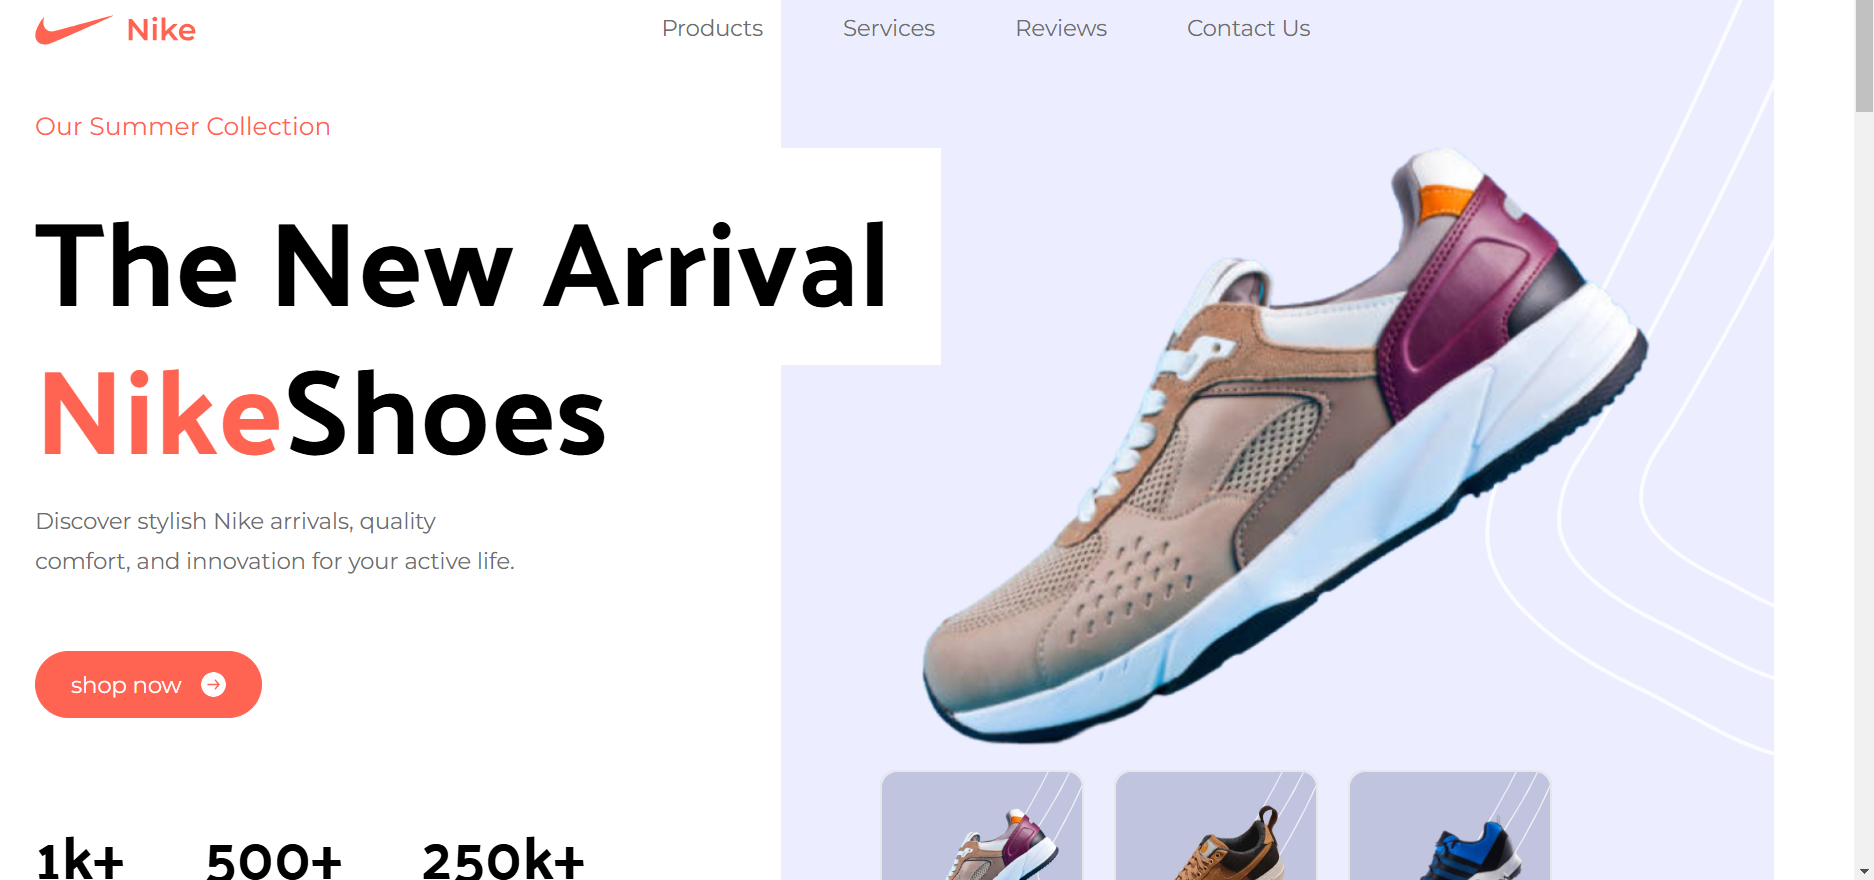 Nike
Products Services Reviews Contact Us
Our Summer Collection
The New Arrival
NikeShoes
Discover stylish Nike arrivals, quality
comfort, and innovation for your active life.
shop now
1k+ 500+ 250k+